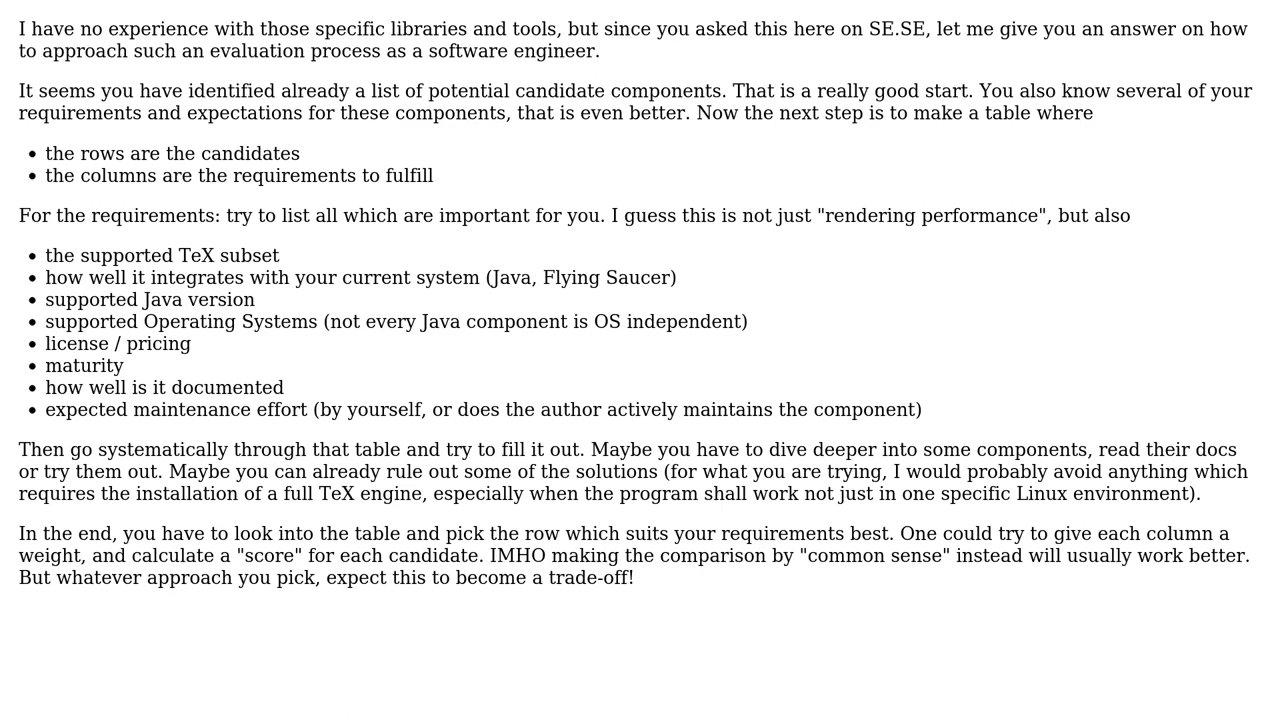 I have no experience with those specific libraries and tools, but since you asked this here on SE.SE, let me give you an answer on how
to approach such an evaluation process as a software engineer.
It seems you have identified already a list of potential candidate components. That is a really good start. You also know several of your
requirements and expectations for these components, that is even better. Now the next step is to make a table where
• the rows are the candidates
• the columns are the requirements to fulfill
For the requirements: try to list all which are important for you. I guess this is not just "rendering performance", but also
• the supported TeX subset
• how well it integrates with your current system (Java, Flying Saucer)
• supported Java version
• supported Operating Systems (not every Java component is OS independent)
• license / pricing
• maturity
• how well is it documented
• expected maintenance effort (by yourself, or does the author actively maintains the component)
Then go systematically through that table and try to fill it out. Maybe you have to dive deeper into some components, read their docs
or try them out. Maybe you can already rule out some of the solutions (for what you are trying, I would probably avoid anything which
requires the installation of a full TeX engine, especially when the program shall work not just in one specific Linux environment).
In the end, you have to look into the table and pick the row which suits your requirements best. One could try to give each column a
weight, and calculate a "score" for each candidate. IMHO making the comparison by "common sense" instead will usually work better.
But whatever approach you pick, expect this to become a trade-off!